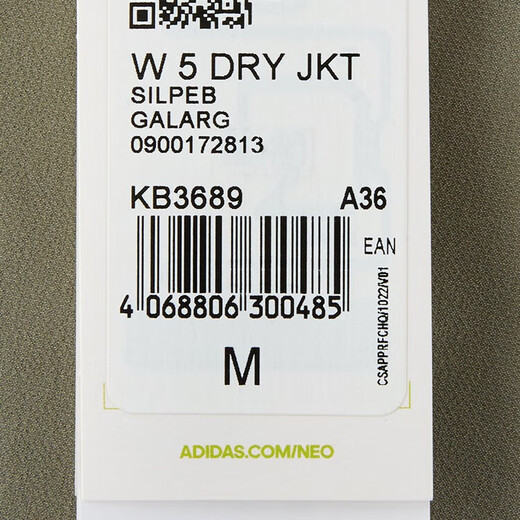 W 5 DRY JKT
SILPEB
GALARG
0900172813
KB3689 A36
EAN
4 068806 300485
M
CSAPPRFCHQ/1022/V01
ADIDAS.COM/NEO